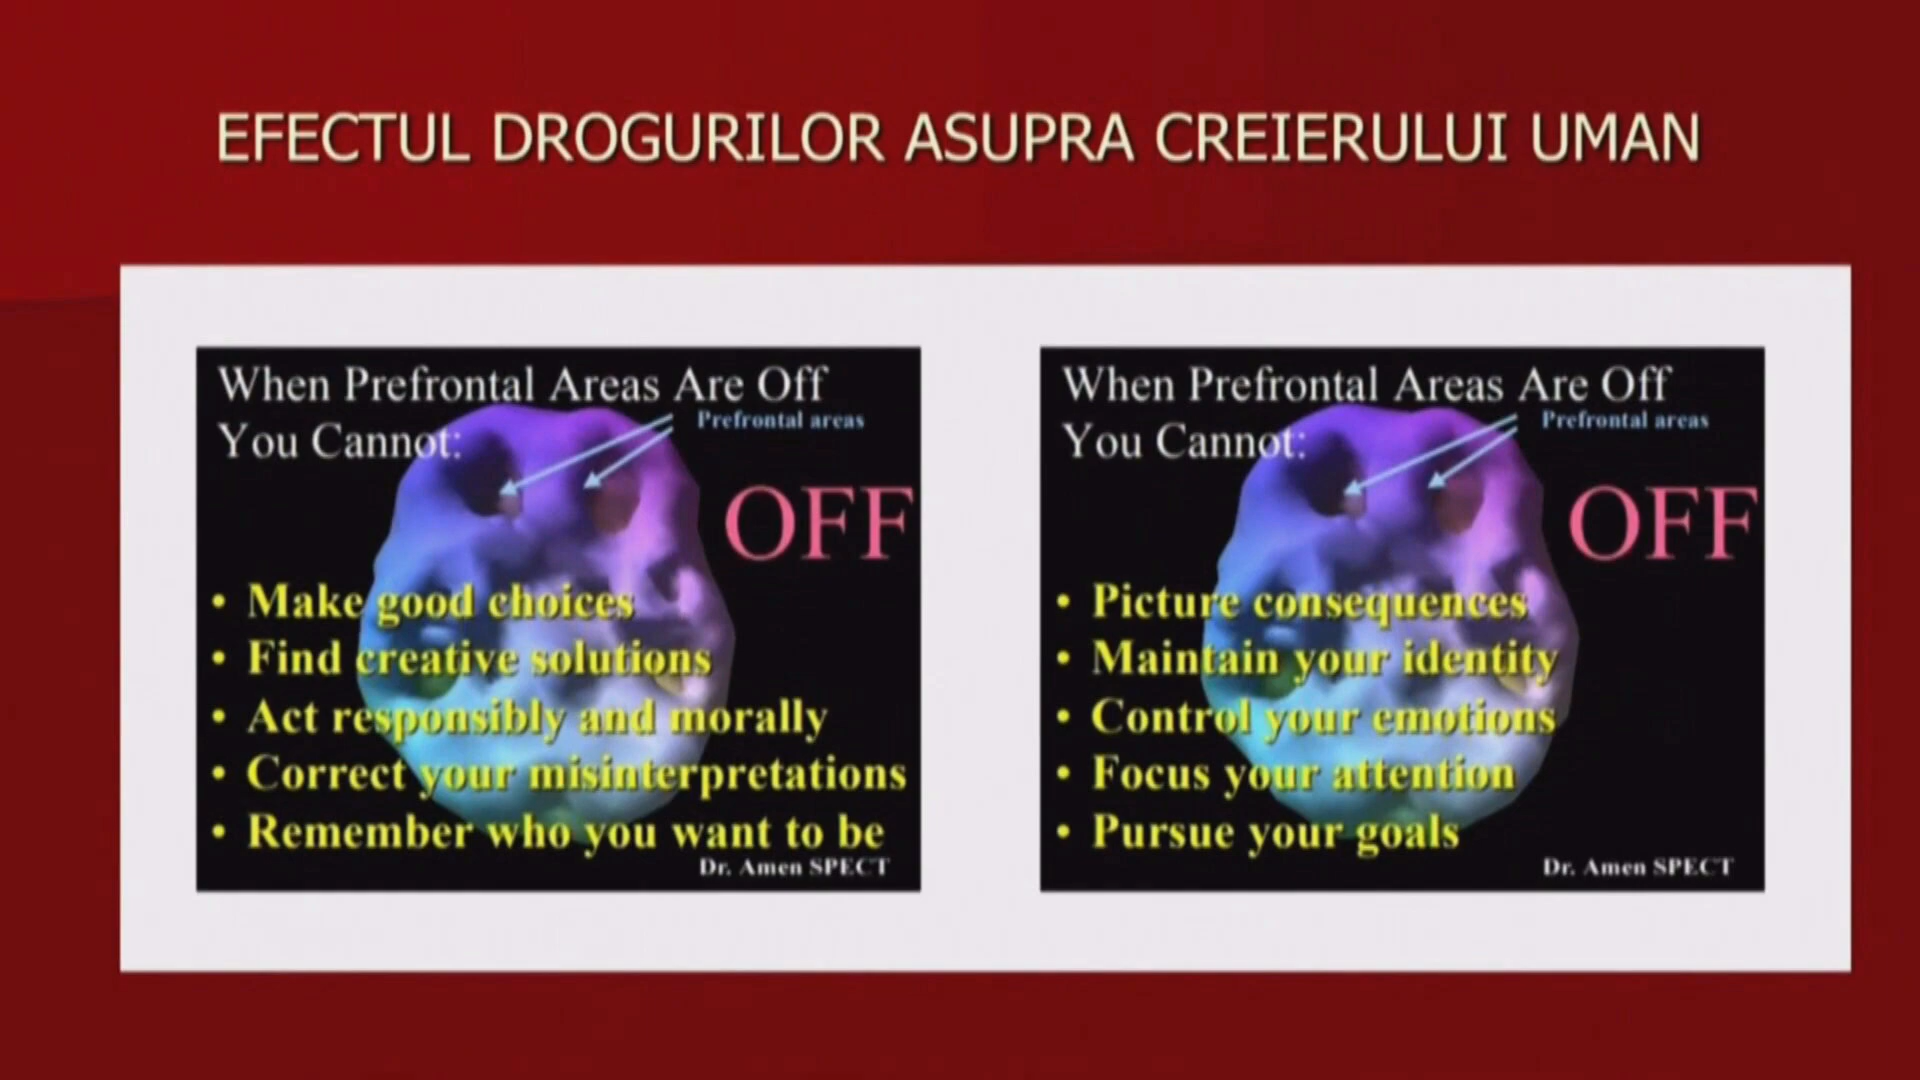 EFECTUL DROGURILOR ASUPRA CREIERULUI UMAN
When Prefrontal Areas Are Off
You Cannot:
Prefrontal areas
OFF
• Make good choices
• Find creative solutions
• Act responsibly and morally
• Correct your misinterpretations
• Remember who you want to be
Dr. Amen SPECT
When Prefrontal Areas Are Off
You Cannot:
Prefrontal areas
OFF
• Picture consequences
• Maintain your identity
• Control your emotions
• Focus your attention
• Pursue your goals
Dr. Amen SPECT